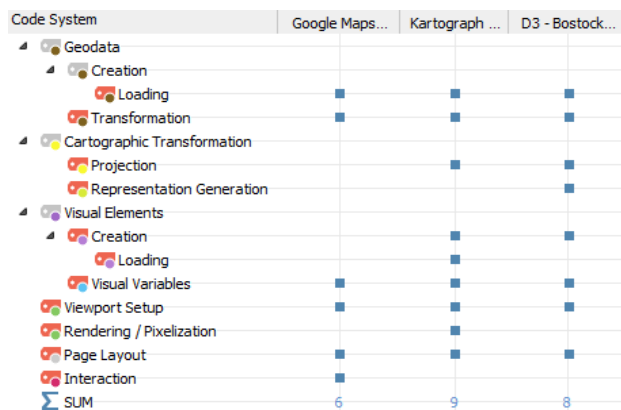 Code System Google Maps... Kartograph ... D3 - Bostock...
Geodata
Creation
Loading
Transformation
Cartographic Transformation
Projection
Representation Generation
Visual Elements
Creation
Loading
Visual Variables
Viewport Setup
Rendering / Pixelization
Page Layout
Interaction
Σ SUM 6 9 8